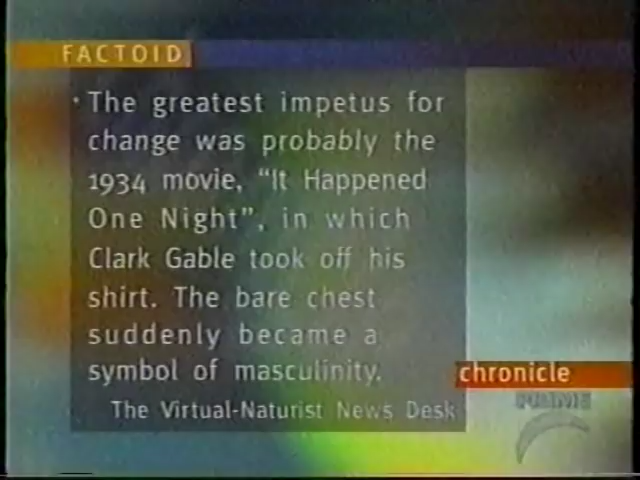 FACTOID
• The greatest impetus for
change was probably the
1934 movie, “It Happened
One Night”, in which
Clark Gable took off his
shirt. The bare chest
suddenly became a
symbol of masculinity.
chronicle
PRIME
The Virtual-Naturist News Desk